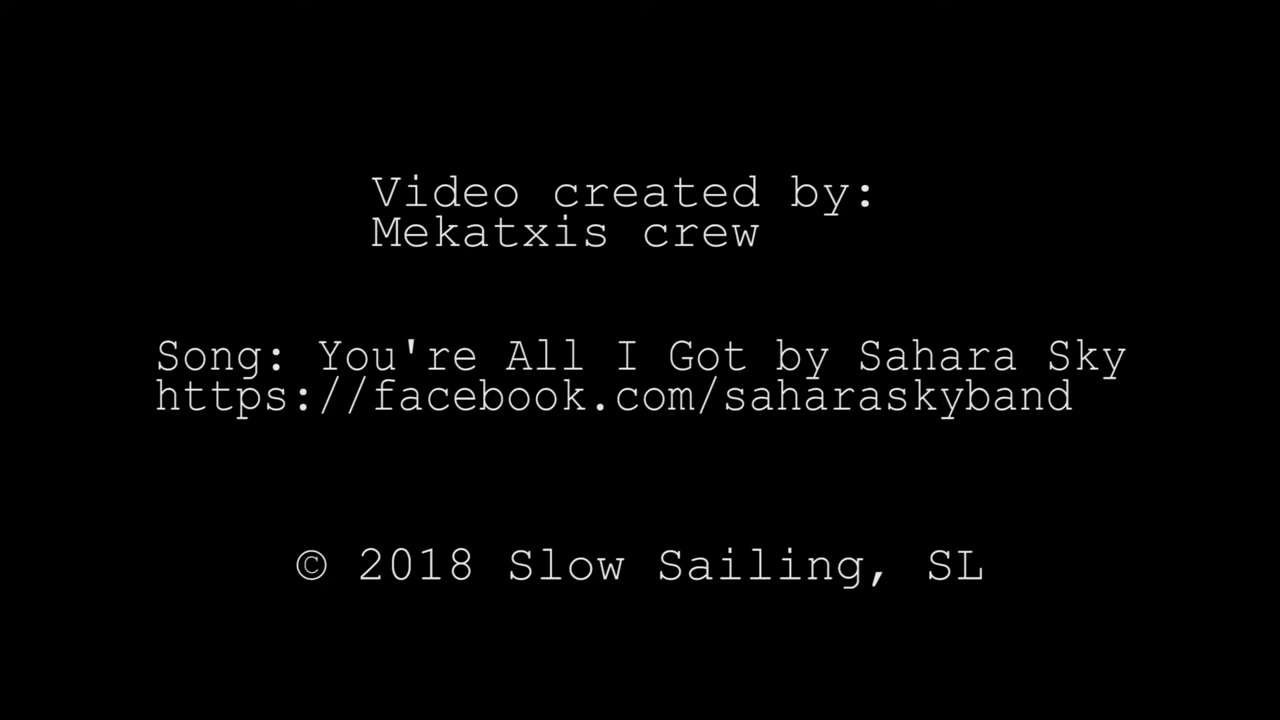 Video created by:
Mekatxis crew
Song: You're All I Got by Sahara Sky
https://facebook.com/saharaskyband
© 2018 Slow Sailing, SL